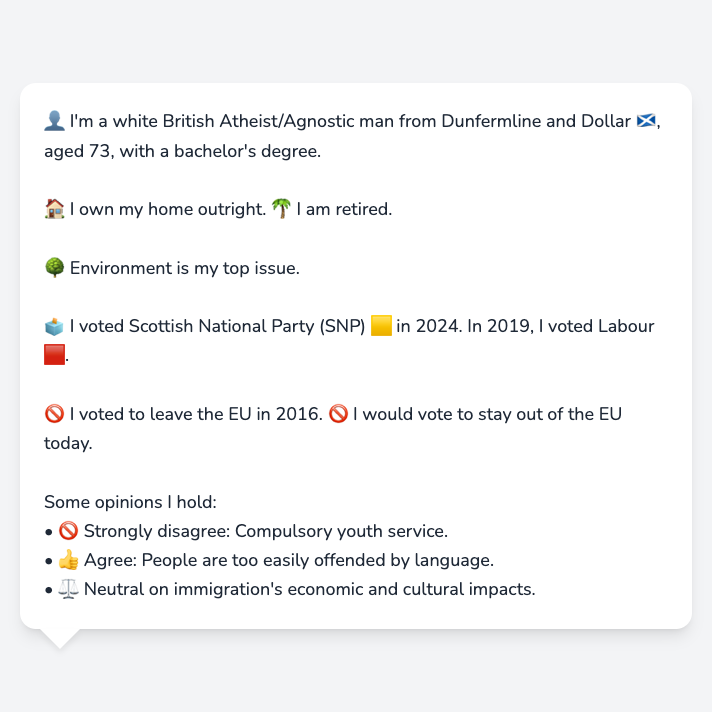 👤 I'm a white British Atheist/Agnostic man from Dunfermline and Dollar 🏴󠁧󠁢󠁳󠁣󠁴󠁿,
aged 73, with a bachelor's degree.
🏠 I own my home outright. 🌴 I am retired.
🌳 Environment is my top issue.
🗳️ I voted Scottish National Party (SNP) 🟨 in 2024. In 2019, I voted Labour
🟥.
🚫 I voted to leave the EU in 2016. 🚫 I would vote to stay out of the EU
today.
Some opinions I hold:
• 🚫 Strongly disagree: Compulsory youth service.
• 👍 Agree: People are too easily offended by language.
• ⚖️ Neutral on immigration's economic and cultural impacts.